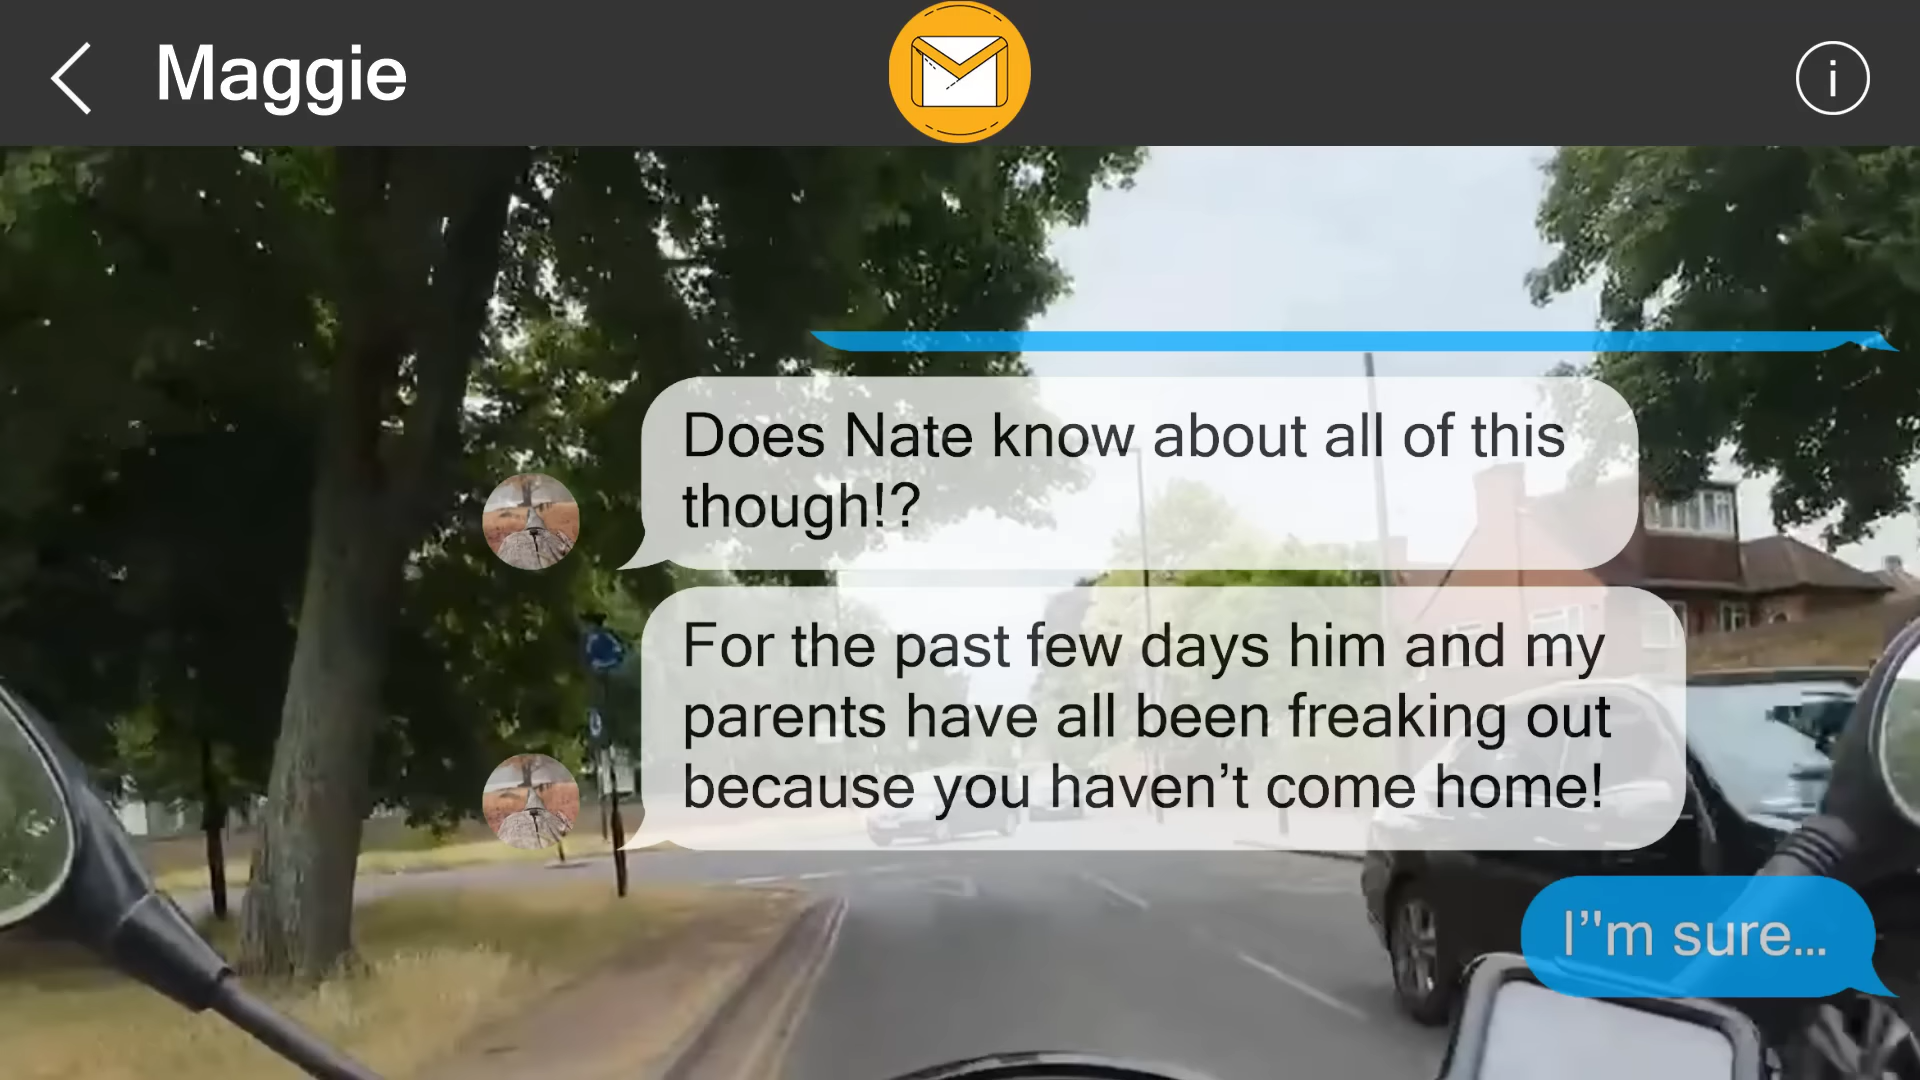 Maggie
i
Does Nate know about all of this
though!?
For the past few days him and my
parents have all been freaking out
because you haven’t come home!
I”m sure...